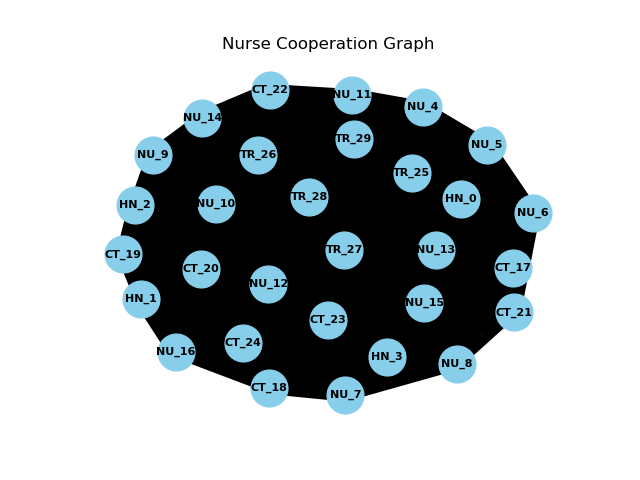 Nurse Cooperation Graph
CT_22
NU_11
NU_4
NU_14
TR_29
NU_5
NU_9
TR_26
TR_25
HN_2
NU_10
TR_28
HN_0
NU_6
CT_19
TR_27
NU_13
CT_20
CT_17
NU_12
HN_1
NU_15
CT_21
CT_23
NU_16
CT_24
HN_3
NU_8
CT_18
NU_7